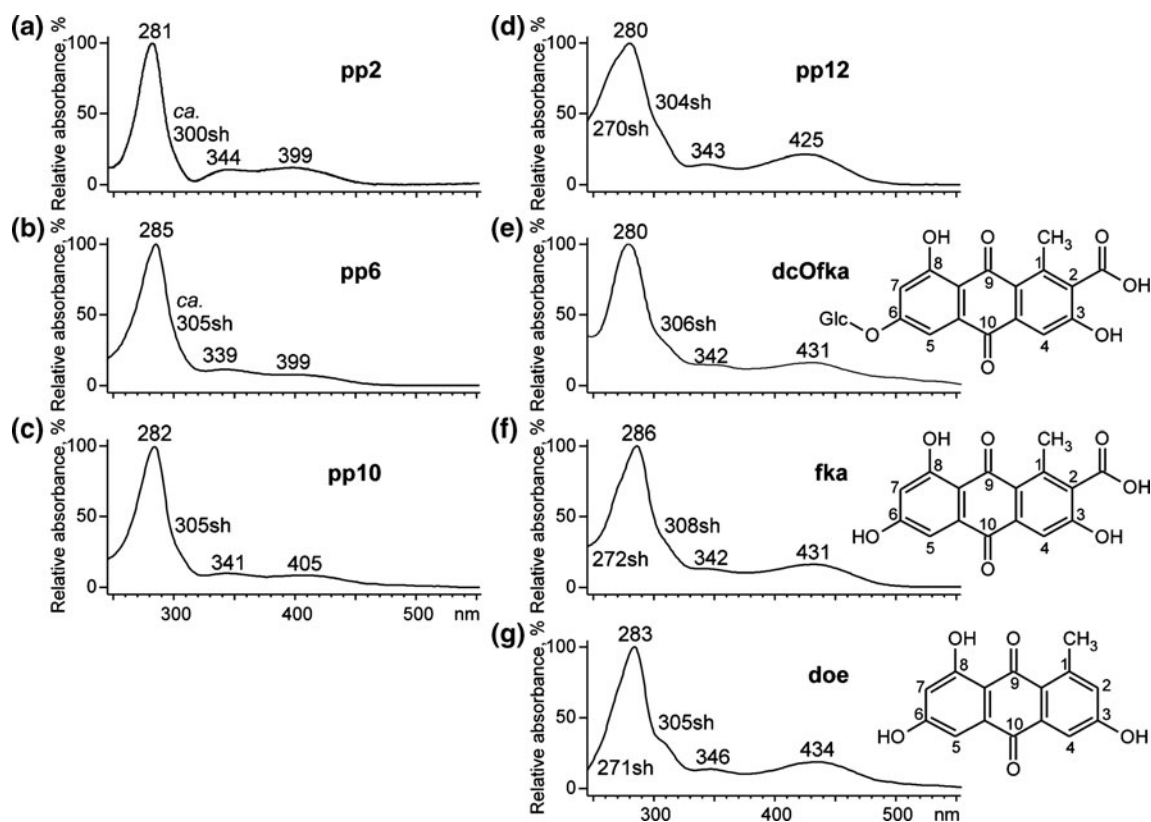 (a)
Relative absorbance, %
100
50
0
281
ca.
300sh
344
399
pp2
(b)
Relative absorbance, %
100
50
0
285
ca.
305sh
339
399
pp6
(c)
Relative absorbance, %
100
50
0
282
305sh
341
405
pp10
300
400
500
nm
(d)
Relative absorbance, %
100
50
0
280
270sh
304sh
343
425
pp12
(e)
Relative absorbance, %
100
50
0
280
306sh
342
431
dcOfka
OH O CH3 O
8 9 1 2 OH
7
6 10 3
Glc O 5 O 4 OH
(f)
Relative absorbance, %
100
50
0
286
272sh
308sh
342
431
fka
OH O CH3 O
8 9 1 2 OH
7
6 10 3
HO 5 O 4 OH
(g)
Relative absorbance, %
100
50
0
283
271sh
305sh
346
434
doe
OH O CH3
8 9 1
7 2
6 10 3
HO 5 O 4 OH
300
400
500
nm